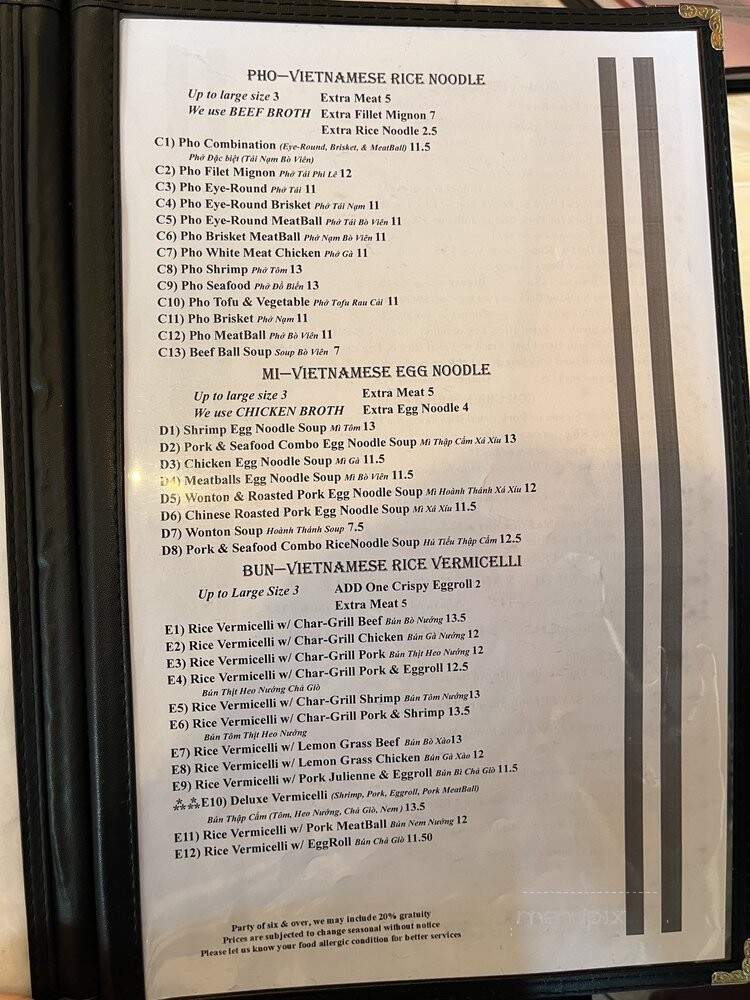 PHO—VIETNAMESE RICE NOODLE
Up to large size 3 Extra Meat 5
We use BEEF BROTH Extra Fillet Mignon 7
Extra Rice Noodle 2.5
C1) Pho Combination (Eye-Round, Brisket, & MeatBall) 11.5
Phở Đặc biệt (Tái Nạm Bò Viên)
C2) Pho Filet Mignon Phở Tái Phi Lê 12
C3) Pho Eye-Round Phở Tái 11
C4) Pho Eye-Round Brisket Phở Tái Nạm 11
C5) Pho Eye-Round MeatBall Phở Tái Bò Viên 11
C6) Pho Brisket MeatBall Phở Nạm Bò Viên 11
C7) Pho White Meat Chicken Phở Gà 11
C8) Pho Shrimp Phở Tôm 13
C9) Pho Seafood Phở Đồ Biển 13
C10) Pho Tofu & Vegetable Phở Tofu Rau Cải 11
C11) Pho Brisket Phở Nạm 11
C12) Pho MeatBall Phở Bò Viên 11
C13) Beef Ball Soup Soup Bò Viên 7
MI—VIETNAMESE EGG NOODLE
Up to large size 3 Extra Meat 5
We use CHICKEN BROTH Extra Egg Noodle 4
D1) Shrimp Egg Noodle Soup Mì Tôm 13
D2) Pork & Seafood Combo Egg Noodle Soup Mì Thập Cẩm Xá Xíu 13
D3) Chicken Egg Noodle Soup Mì Gà 11.5
D4) Meatballs Egg Noodle Soup Mì Bò Viên 11.5
D5) Wonton & Roasted Pork Egg Noodle Soup Mì Hoành Thánh Xá Xíu 12
D6) Chinese Roasted Pork Egg Noodle Soup Mì Xá Xíu 11.5
D7) Wonton Soup Hoành Thánh Soup 7.5
D8) Pork & Seafood Combo RiceNoodle Soup Hủ Tiếu Thập Cẩm 12.5
BUN—VIETNAMESE RICE VERMICELLI
Up to Large Size 3 ADD One Crispy Eggroll 2
Extra Meat 5
E1) Rice Vermicelli w/ Char-Grill Beef Bún Bò Nướng 13.5
E2) Rice Vermicelli w/ Char-Grill Chicken Bún Gà Nướng 12
E3) Rice Vermicelli w/ Char-Grill Pork Bún Thịt Heo Nướng 12
E4) Rice Vermicelli w/ Char-Grill Pork & Eggroll 12.5
Bún Thịt Heo Nướng Chả Giò
E5) Rice Vermicelli w/ Char-Grill Shrimp Bún Tôm Nướng13
E6) Rice Vermicelli w/ Char-Grill Pork & Shrimp 13.5
Bún Tôm Thịt Heo Nướng
E7) Rice Vermicelli w/ Lemon Grass Beef Bún Bò Xào13
E8) Rice Vermicelli w/ Lemon Grass Chicken Bún Gà Xào 12
E9) Rice Vermicelli w/ Pork Julienne & Eggroll Bún Bì Chả Giò 11.5
E10) Deluxe Vermicelli (Shrimp, Pork, Eggroll, Pork MeatBall)
Bún Thập Cẩm (Tôm, Heo Nướng, Chả Giò, Nem) 13.5
E11) Rice Vermicelli w/ Pork MeatBall Bún Nem Nướng 12
E12) Rice Vermicelli w/ EggRoll Bún Chả Giò 11.50
Party of six & over, we may include 20% gratuity
Prices are subjected to change seasonal without notice
Please let us know your food allergic condition for better services